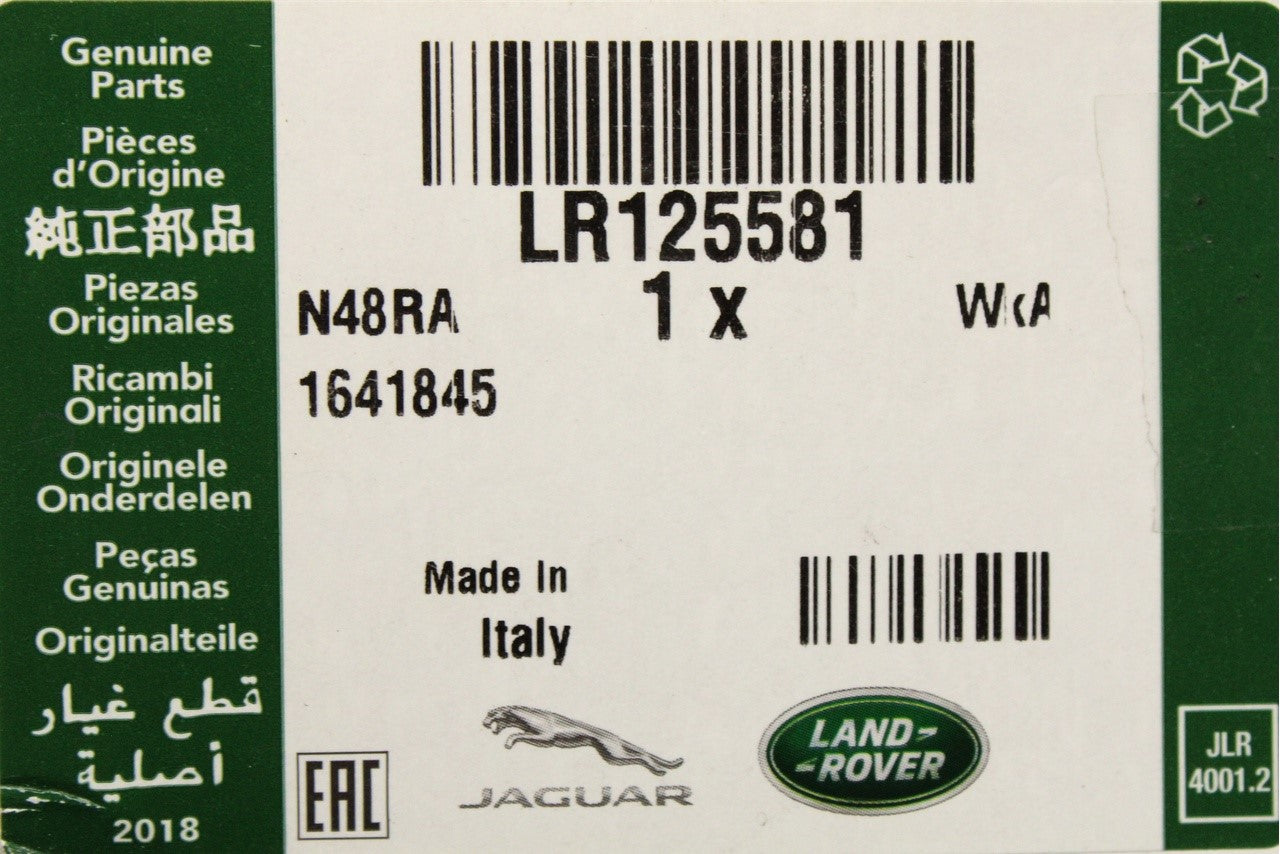 Genuine
Parts
Pièces
d'Origine
純正部品
Piezas
Originales
Ricambi
Originali
Originele
Onderdelen
Peças
Genuinas
Originalteile
قطع غيار
أصلية
2018
LR125581
1 x
N48RA
1641845
Made In
Italy
EAC
JAGUAR
LAND-
-ROVER
JLR
4001.2